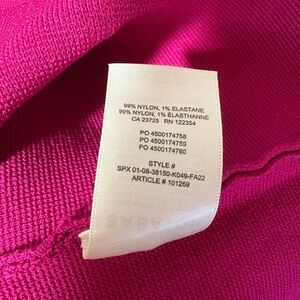 99% NYLON, 1% ELASTANE
99% NYLON, 1% ÉLASTHANNE
CA 23725 RN 122354
PO 4500174758
PO 4500174759
PO 4500174760
STYLE #
SPX 01-08-38150-K049-FA22
ARTICLE # 101269